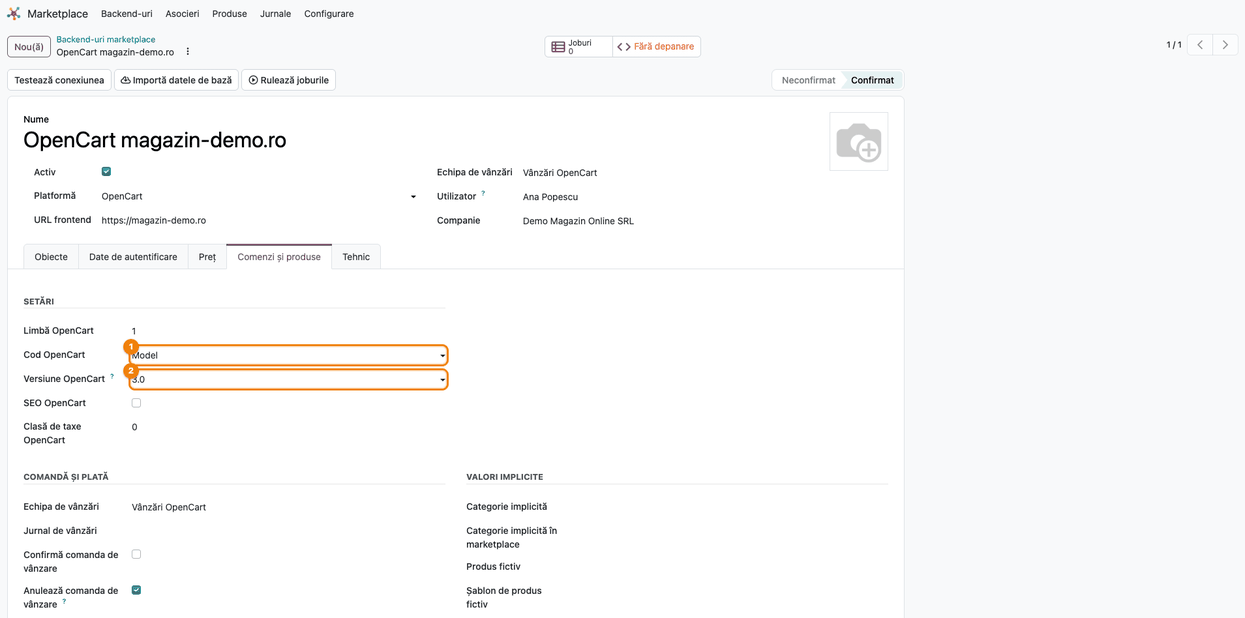 Marketplace Backend-uri Asocieri Produse Jurnale Configurare
Nou(ă)
Backend-uri marketplace
OpenCart magazin-demo.ro
Joburi
0
Fără depanare
1 / 1
Testează conexiunea
Importă datele de bază
Rulează joburile
Neconfirmat
Confirmat
Nume
OpenCart magazin-demo.ro
Activ
Platformă OpenCart
URL frontend https://magazin-demo.ro
Echipa de vânzări Vânzări OpenCart
Utilizator ? Ana Popescu
Companie Demo Magazin Online SRL
Obiecte Date de autentificare Preț Comenzi și produse Tehnic
SETĂRI
Limbă OpenCart 1
1
Cod OpenCart Model
2
Versiune OpenCart ? 3.0
SEO OpenCart
Clasă de taxe
OpenCart
0
COMANDĂ ȘI PLATĂ
Echipa de vânzări Vânzări OpenCart
Jurnal de vânzări
Confirmă comanda de
vânzare
Anulează comanda de
vânzare ?
VALORI IMPLICITE
Categorie implicită
Categorie implicită în
marketplace
Produs fictiv
Șablon de produs
fictiv